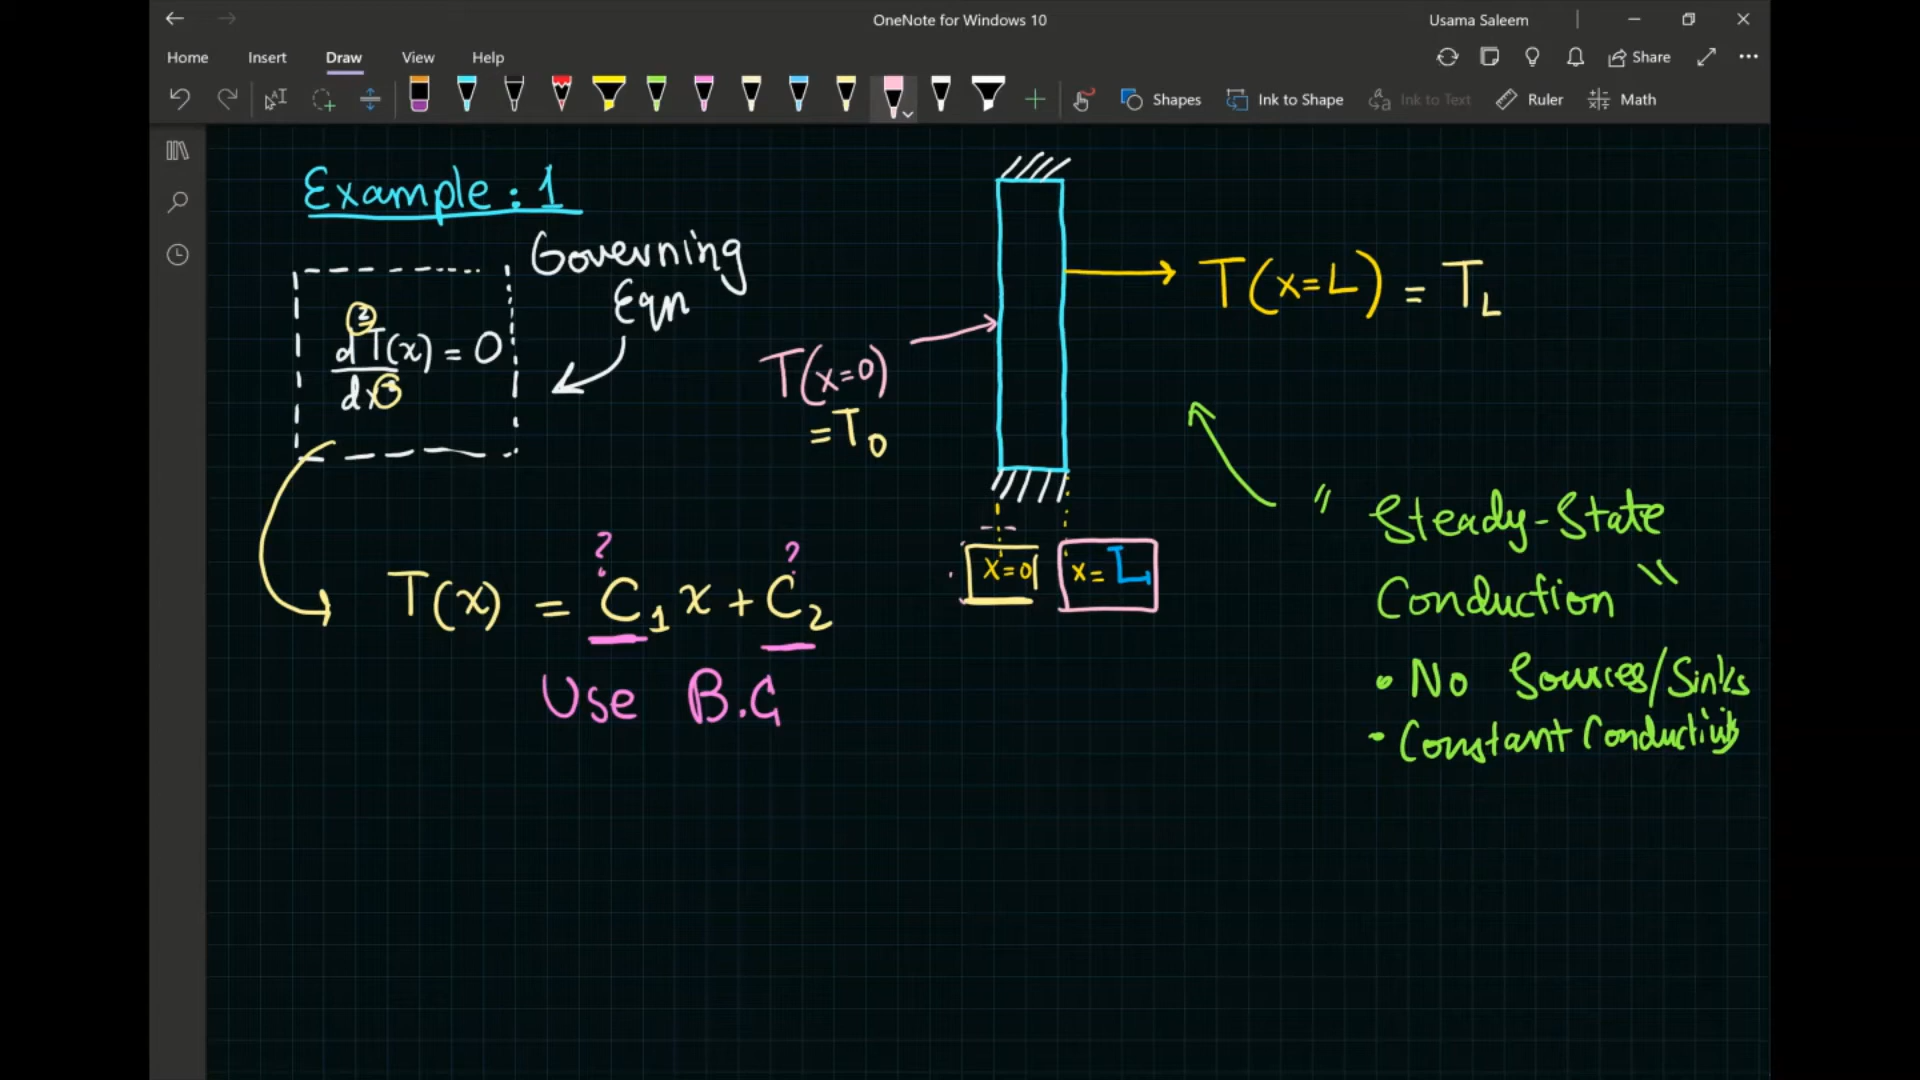 OneNote for Windows 10
Usama Saleem
Home Insert Draw View Help
Share
Shapes Ink to Shape Ink to Text Ruler Math
Example: 1
Governing
Eqn
d²T(x) = 0
dx²
T(x=0)
=T₀
T(x=L) = T_L
x=0
x= L
" Steady-State
Conduction "
• No Sources/Sinks
• Constant Conductivity
? ?
T(x) = C₁x + C₂
Use B.C